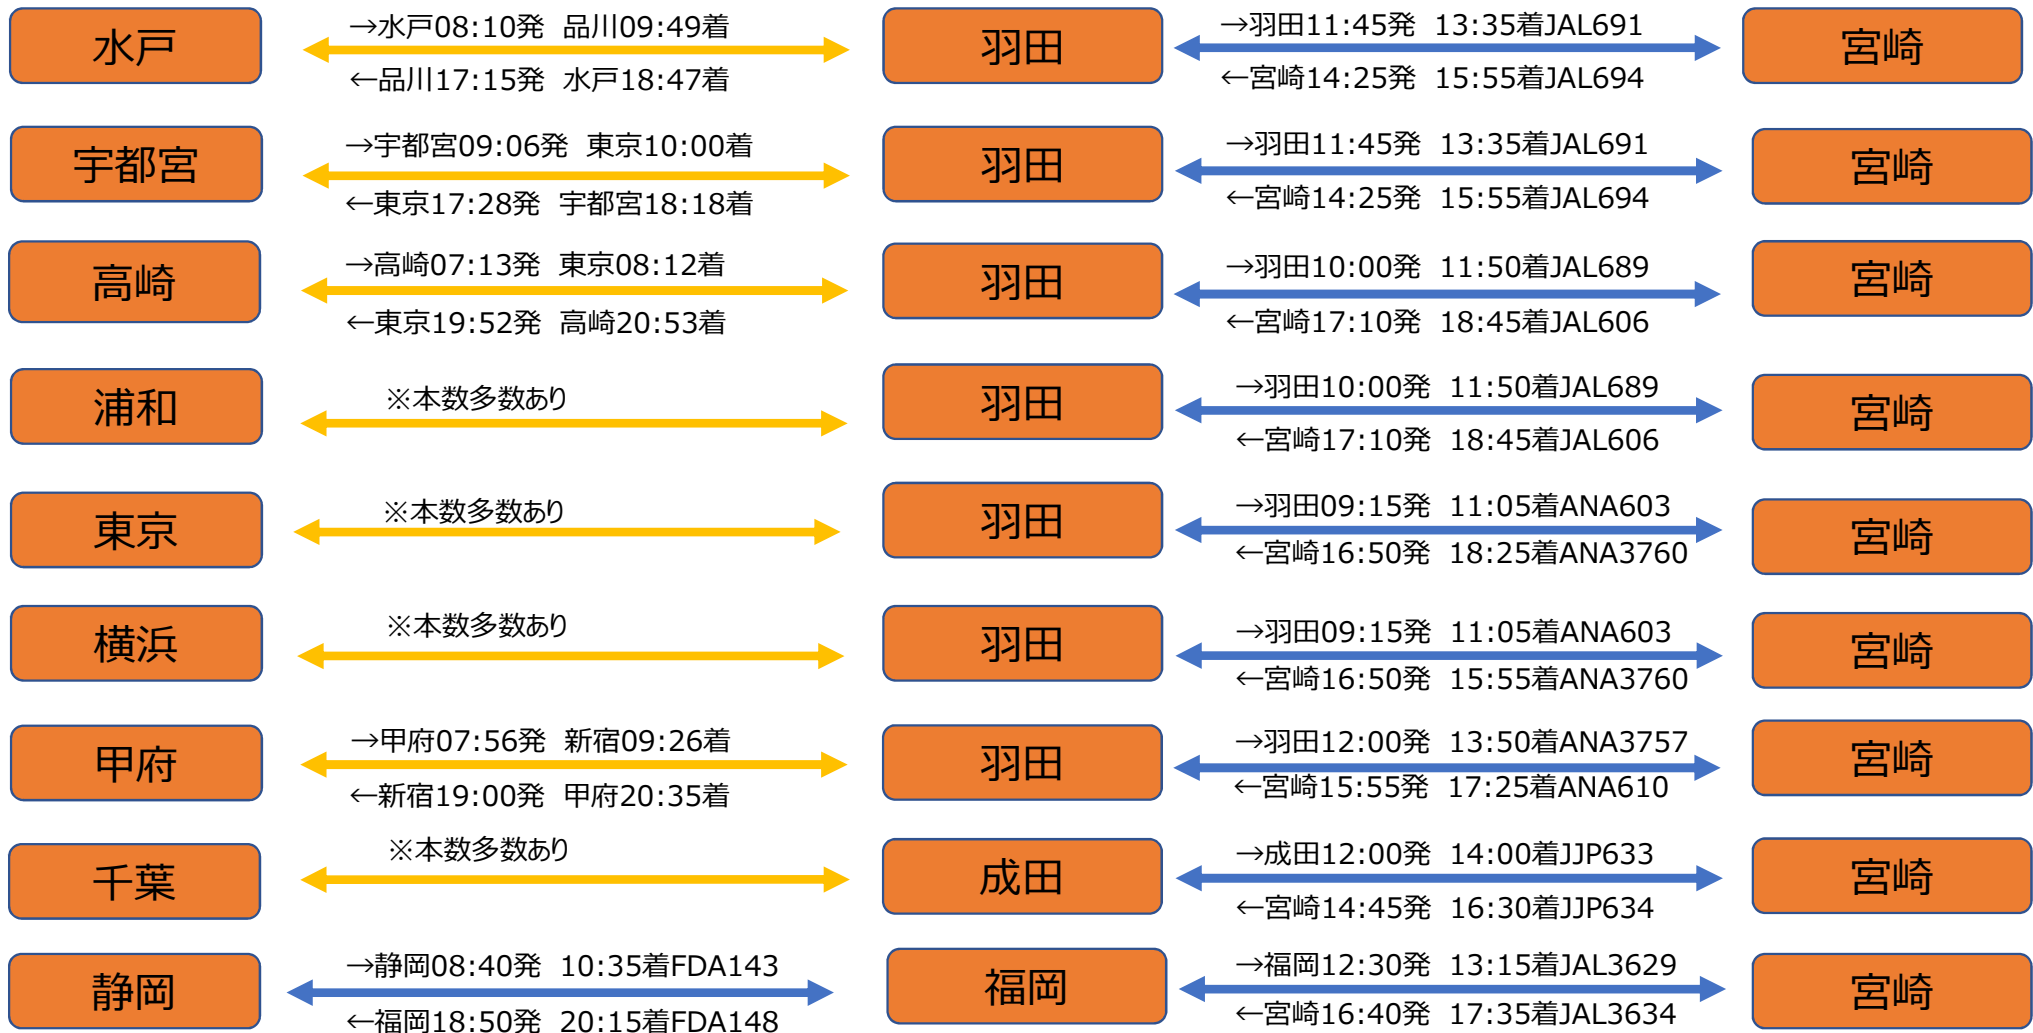 水戸
→水戸08:10発 品川09:49着
←品川17:15発 水戸18:47着
羽田
→羽田11:45発 13:35着JAL691
←宮崎14:25発 15:55着JAL694
宮崎
宇都宮
→宇都宮09:06発 東京10:00着
←東京17:28発 宇都宮18:18着
羽田
→羽田11:45発 13:35着JAL691
←宮崎14:25発 15:55着JAL694
宮崎
高崎
→高崎07:13発 東京08:12着
←東京19:52発 高崎20:53着
羽田
→羽田10:00発 11:50着JAL689
←宮崎17:10発 18:45着JAL606
宮崎
浦和
※本数多数あり
羽田
→羽田10:00発 11:50着JAL689
←宮崎17:10発 18:45着JAL606
宮崎
東京
※本数多数あり
羽田
→羽田09:15発 11:05着ANA603
←宮崎16:50発 18:25着ANA3760
宮崎
横浜
※本数多数あり
羽田
→羽田09:15発 11:05着ANA603
←宮崎16:50発 15:55着ANA3760
宮崎
甲府
→甲府07:56発 新宿09:26着
←新宿19:00発 甲府20:35着
羽田
→羽田12:00発 13:50着ANA3757
←宮崎15:55発 17:25着ANA610
宮崎
千葉
※本数多数あり
成田
→成田12:00発 14:00着JJP633
←宮崎14:45発 16:30着JJP634
宮崎
静岡
→静岡08:40発 10:35着FDA143
←福岡18:50発 20:15着FDA148
福岡
→福岡12:30発 13:15着JAL3629
←宮崎16:40発 17:35着JAL3634
宮崎